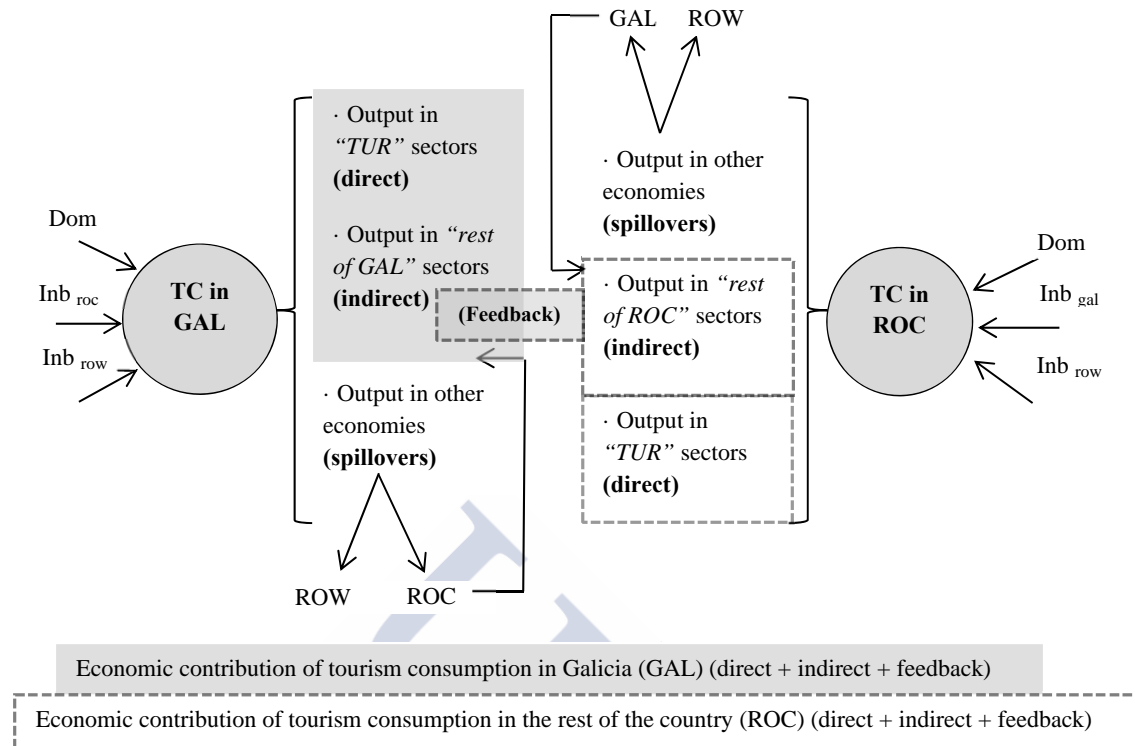 GAL ROW
· Output in
“TUR” sectors
(direct)
· Output in “rest
of GAL” sectors
(indirect)
· Output in other
economies
(spillovers)
ROW ROC
Dom
Inb roc
Inb row
TC in
GAL
(Feedback)
· Output in other
economies
(spillovers)
· Output in “rest
of ROC” sectors
(indirect)
· Output in
“TUR” sectors
(direct)
TC in
ROC
Dom
Inb gal
Inb row
Economic contribution of tourism consumption in Galicia (GAL) (direct + indirect + feedback)
Economic contribution of tourism consumption in the rest of the country (ROC) (direct + indirect + feedback)